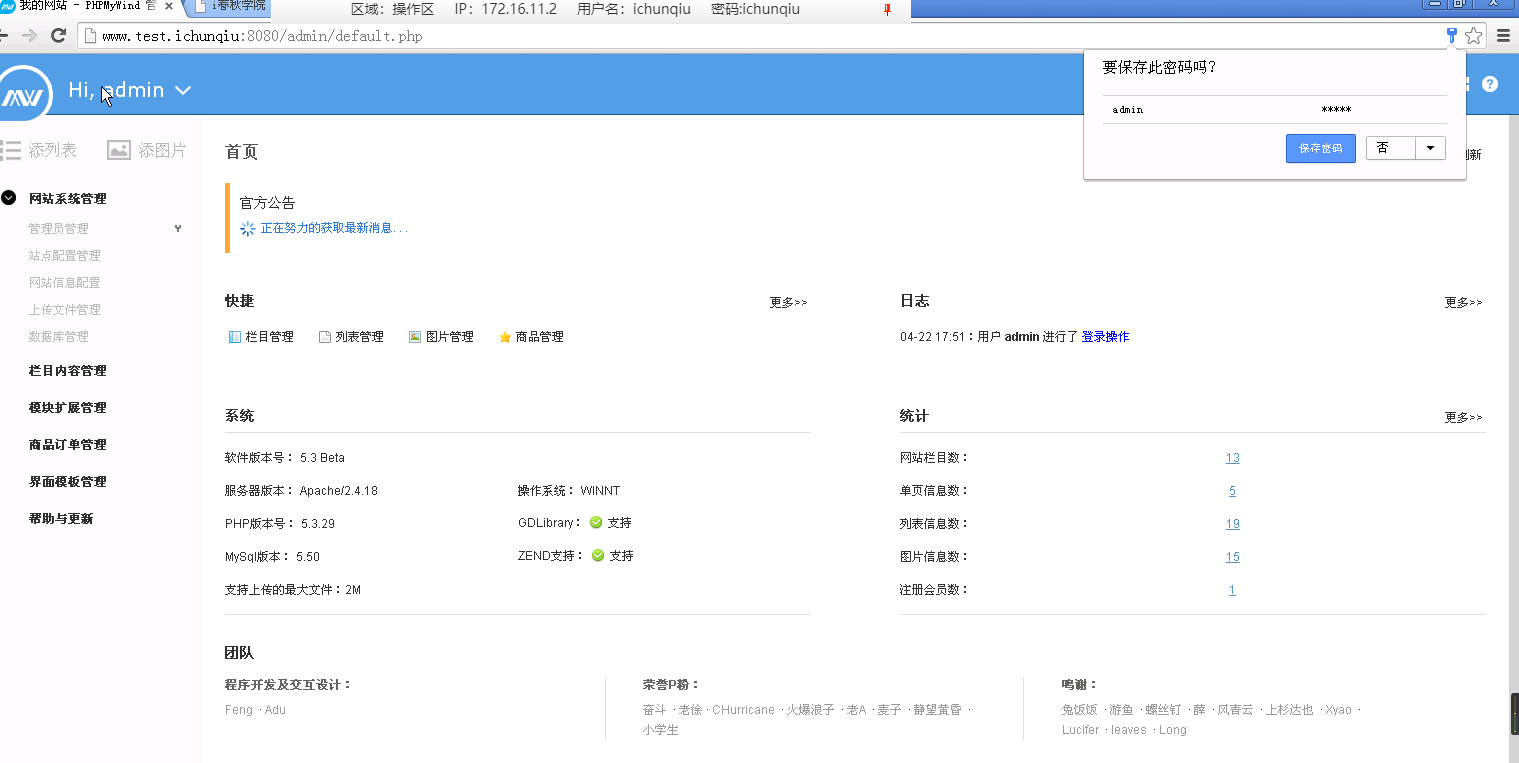 我的网站 - PHPMyWind 管
i春秋学院
区域: 操作区 IP: 172.16.11.2 用户名: ichunqiu 密码:ichunqiu
www.test.ichunqiu:8080/admin/default.php
要保存此密码吗?
admin *****
保存密码 否
Hi, admin
添列表 添图片
首页
网站系统管理
管理员管理
站点配置管理
网站信息配置
上传文件管理
数据库管理
栏目内容管理
模块扩展管理
商品订单管理
界面模板管理
帮助与更新
官方公告
正在努力的获取最新消息...
快捷 更多>>
栏目管理 列表管理 图片管理 商品管理
日志 更多>>
04-22 17:51：用户 admin 进行了 登录操作
系统
软件版本号： 5.3 Beta
服务器版本： Apache/2.4.18 操作系统： WINNT
PHP版本号： 5.3.29 GDLibrary： 支持
MySql版本： 5.50 ZEND支持： 支持
支持上传的最大文件：2M
统计 更多>>
网站栏目数： 13
单页信息数： 5
列表信息数： 19
图片信息数： 15
注册会员数： 1
团队
程序开发及交互设计：
Feng ·Adu
荣誉P粉：
奋斗 ·老徐 ·CHurricane ·火爆浪子 ·老A ·麦子 ·静望黄昏 ·
小学生
鸣谢：
兔饭饭 ·游鱼 ·螺丝钉 ·薛 ·风青云 ·上杉达也 ·Xyao ·
Lucifer ·leaves ·Long